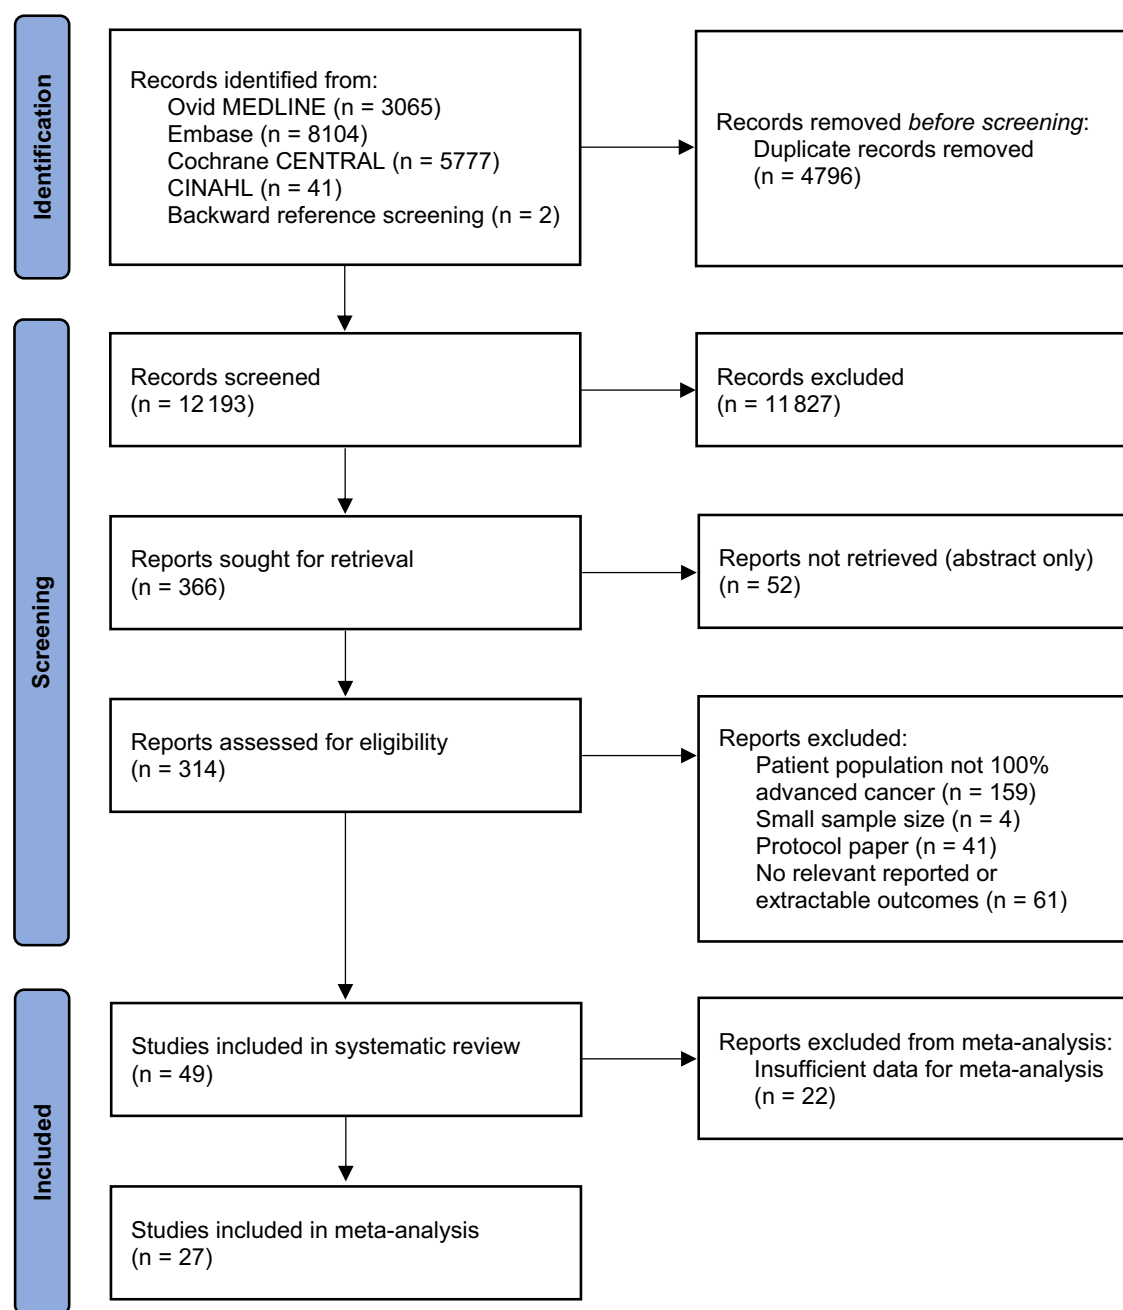 Identification
Records identified from:
Ovid MEDLINE (n = 3065)
Embase (n = 8104)
Cochrane CENTRAL (n = 5777)
CINAHL (n = 41)
Backward reference screening (n = 2)
Records removed before screening:
Duplicate records removed
(n = 4796)
Screening
Records screened
(n = 12 193)
Records excluded
(n = 11 827)
Reports sought for retrieval
(n = 366)
Reports not retrieved (abstract only)
(n = 52)
Reports assessed for eligibility
(n = 314)
Reports excluded:
Patient population not 100%
advanced cancer (n = 159)
Small sample size (n = 4)
Protocol paper (n = 41)
No relevant reported or
extractable outcomes (n = 61)
Included
Studies included in systematic review
(n = 49)
Reports excluded from meta-analysis:
Insufficient data for meta-analysis
(n = 22)
Studies included in meta-analysis
(n = 27)